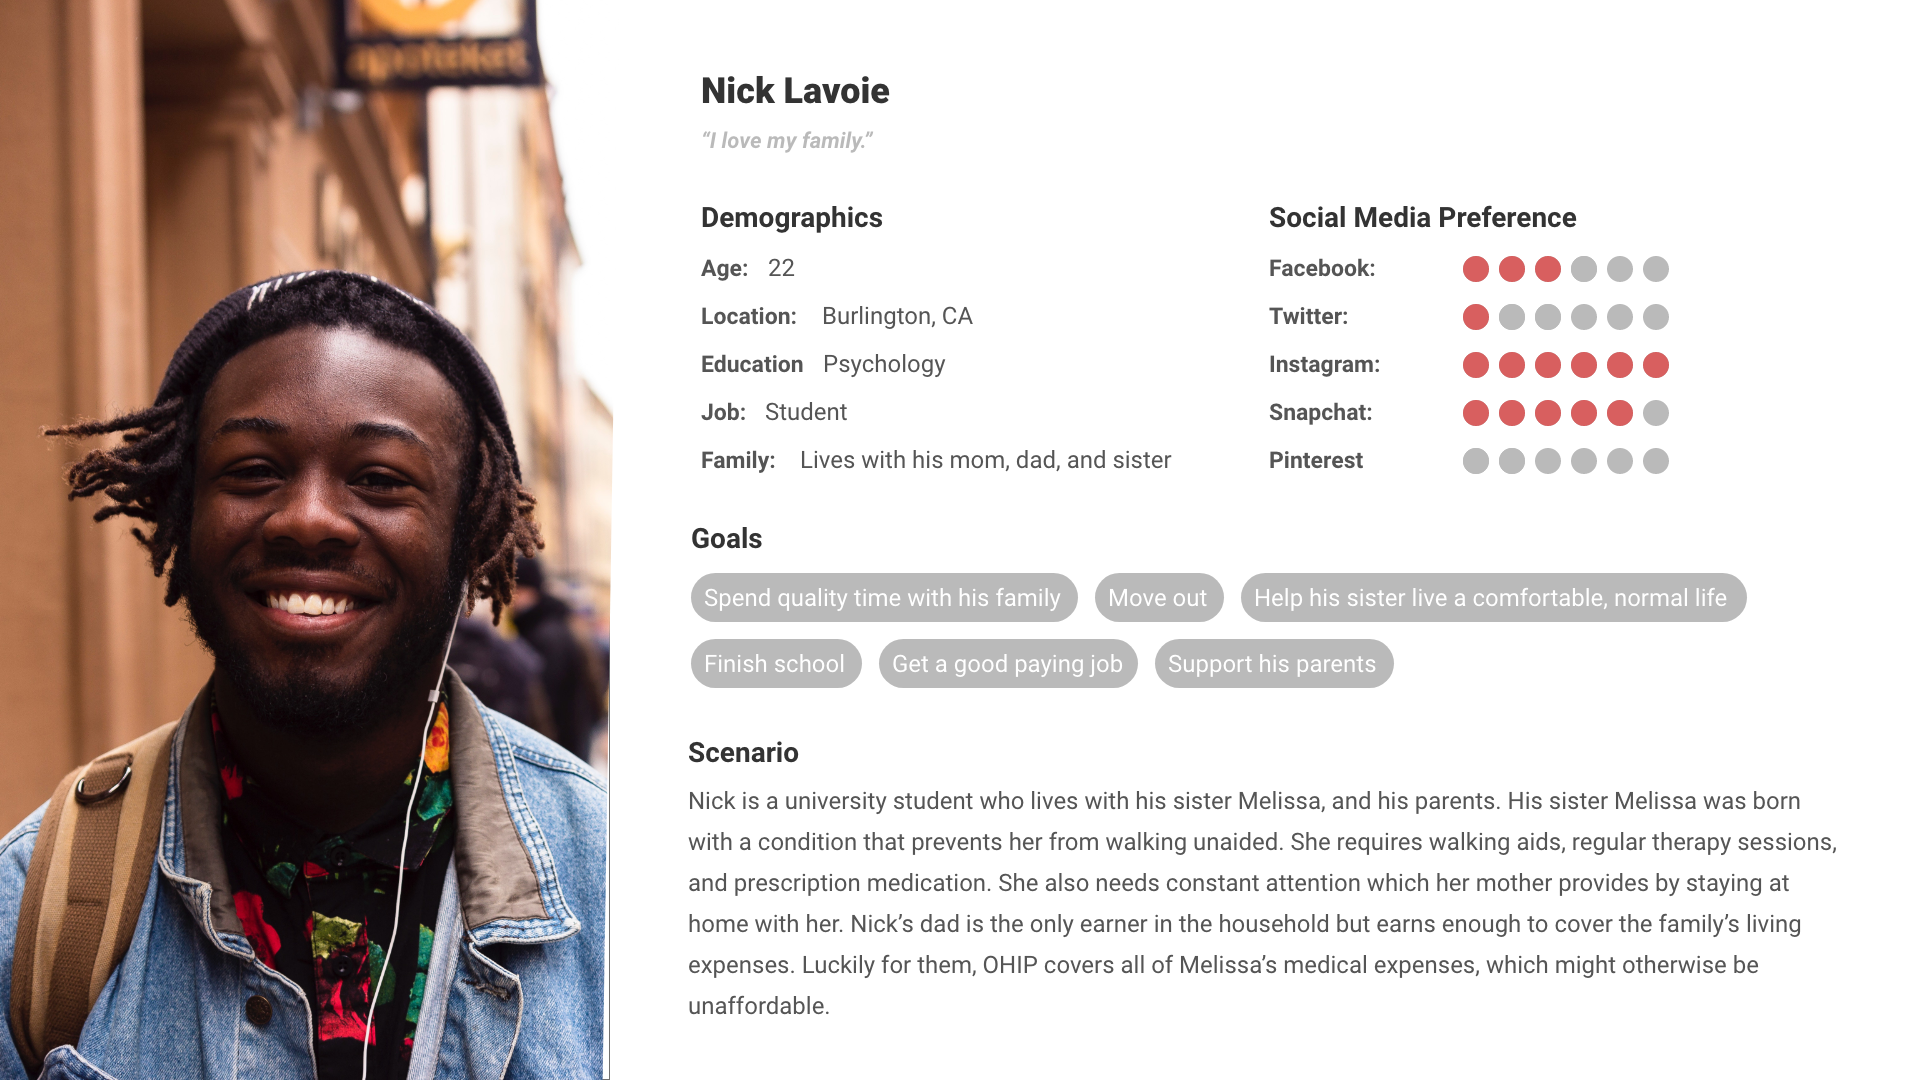 apoteket
Nick Lavoie
“I love my family.”
Demographics
Age: 22
Location: Burlington, CA
Education Psychology
Job: Student
Family: Lives with his mom, dad, and sister
Social Media Preference
Facebook:
Twitter:
Instagram:
Snapchat:
Pinterest
Goals
Spend quality time with his family
Move out
Help his sister live a comfortable, normal life
Finish school
Get a good paying job
Support his parents
Scenario
Nick is a university student who lives with his sister Melissa, and his parents. His sister Melissa was born
with a condition that prevents her from walking unaided. She requires walking aids, regular therapy sessions,
and prescription medication. She also needs constant attention which her mother provides by staying at
home with her. Nick’s dad is the only earner in the household but earns enough to cover the family’s living
expenses. Luckily for them, OHIP covers all of Melissa’s medical expenses, which might otherwise be
unaffordable.